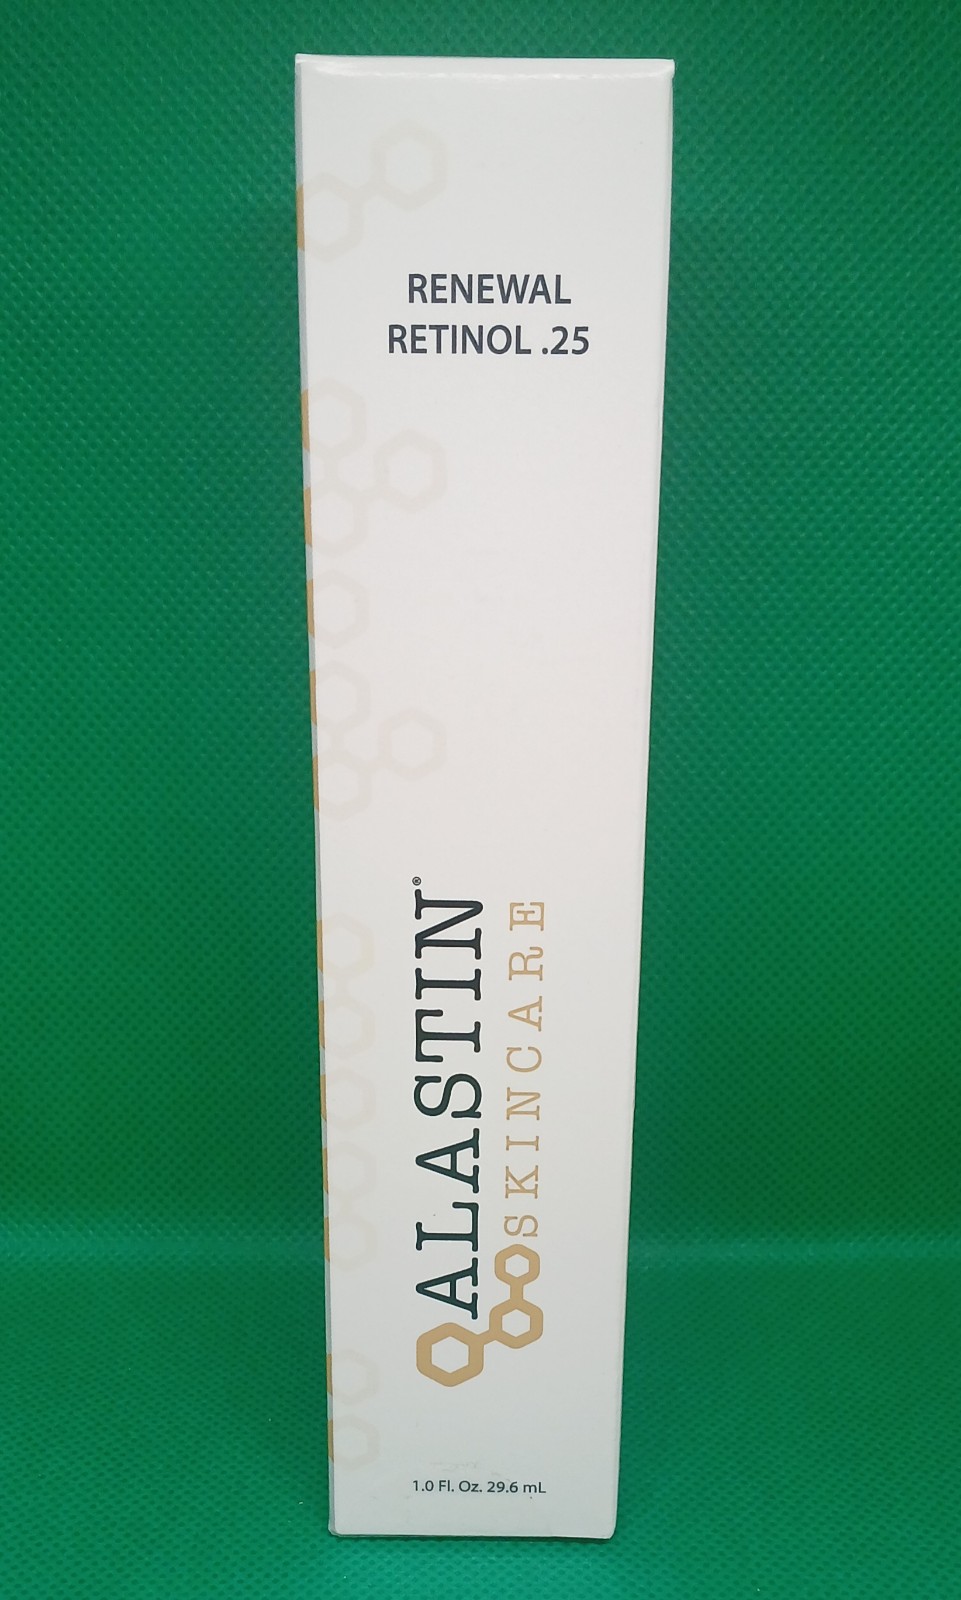 RENEWAL
RETINOL .25
ALASTIN®
SKINCARE
1.0 Fl. Oz. 29.6 mL